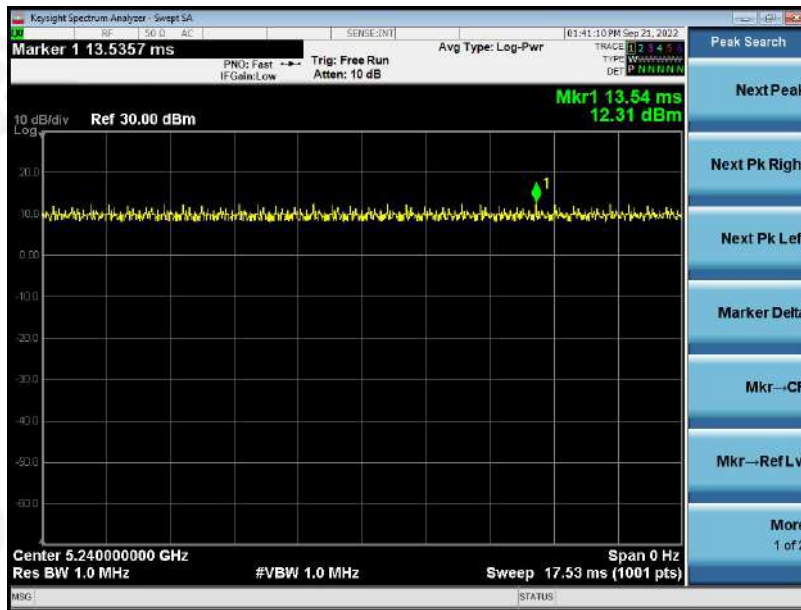 Keysight Spectrum Analyzer - Swept SA
RF 50 Ω AC SENSE:INT 01:41:10 PM Sep 21, 2022
Marker 1 13.5357 ms
PNO: Fast
IFGain:Low
Trig: Free Run
Atten: 10 dB
Avg Type: Log-Pwr
TRACE 1 2 3 4 5 6
TYPE W
DET P N N N N N
Mkr1 13.54 ms
12.31 dBm
10 dB/div Ref 30.00 dBm
Log
20.0
10.0
0.00
-10.0
-20.0
-30.0
-40.0
-50.0
-60.0
1
Center 5.240000000 GHz Span 0 Hz
Res BW 1.0 MHz #VBW 1.0 MHz Sweep 17.53 ms (1001 pts)
MSG STATUS
Peak Search
Next Peak
Next Pk Righ
Next Pk Lef
Marker Delta
Mkr→CF
Mkr→Ref Lv
More
1 of 2